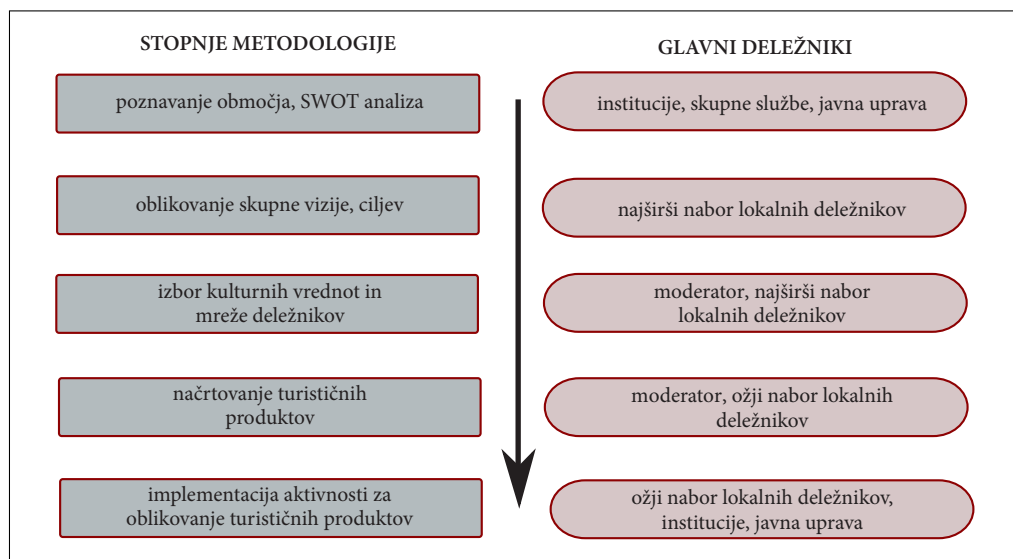 STOPNJE METODOLOGIJE
GLAVNI DELEŽNIKI
poznavanje območja, SWOT analiza
institucije, skupne službe, javna uprava
oblikovanje skupne vizije, ciljev
najširši nabor lokalnih deležnikov
izbor kulturnih vrednot in
mreže deležnikov
moderator, najširši nabor
lokalnih deležnikov
načrtovanje turističnih
produktov
moderator, ožji nabor lokalnih
deležnikov
implementacija aktivnosti za
oblikovanje turističnih produktov
ožji nabor lokalnih deležnikov,
institucije, javna uprava